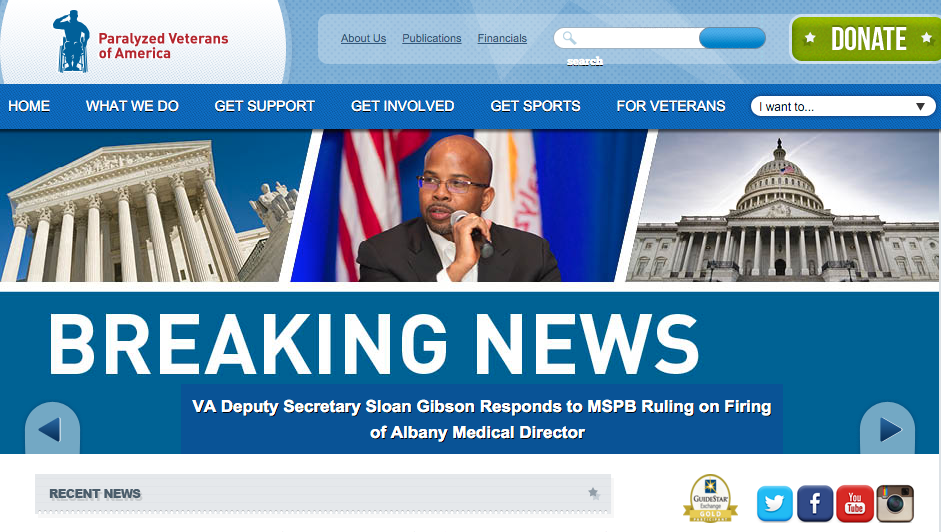 Paralyzed Veterans
of America
About Us Publications Financials
search
DONATE
HOME WHAT WE DO GET SUPPORT GET INVOLVED GET SPORTS FOR VETERANS I want to...
BREAKING NEWS
VA Deputy Secretary Sloan Gibson Responds to MSPB Ruling on Firing
of Albany Medical Director
RECENT NEWS
GUIDESTAR
Exchange
GOLD
PARTICIPANT
You
Tube